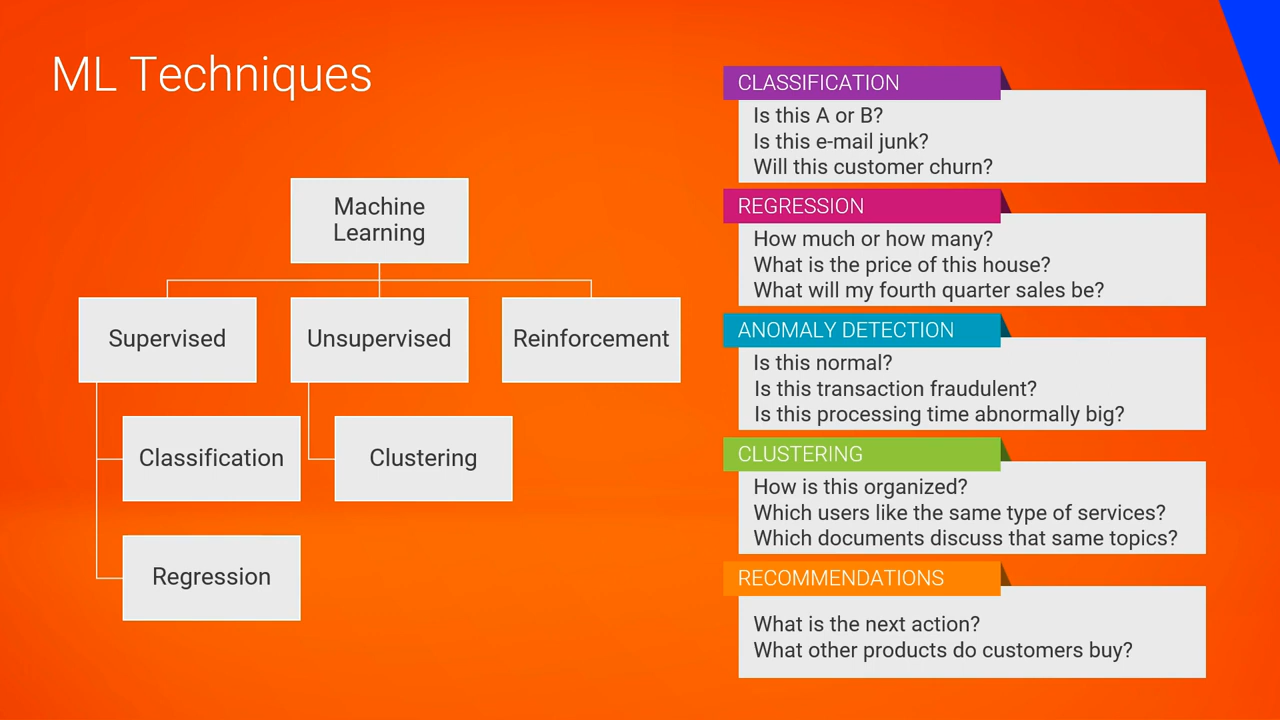 ML Techniques
Machine
Learning
Supervised
Unsupervised
Reinforcement
Classification
Clustering
Regression
CLASSIFICATION
Is this A or B?
Is this e-mail junk?
Will this customer churn?
REGRESSION
How much or how many?
What is the price of this house?
What will my fourth quarter sales be?
ANOMALY DETECTION
Is this normal?
Is this transaction fraudulent?
Is this processing time abnormally big?
CLUSTERING
How is this organized?
Which users like the same type of services?
Which documents discuss that same topics?
RECOMMENDATIONS
What is the next action?
What other products do customers buy?